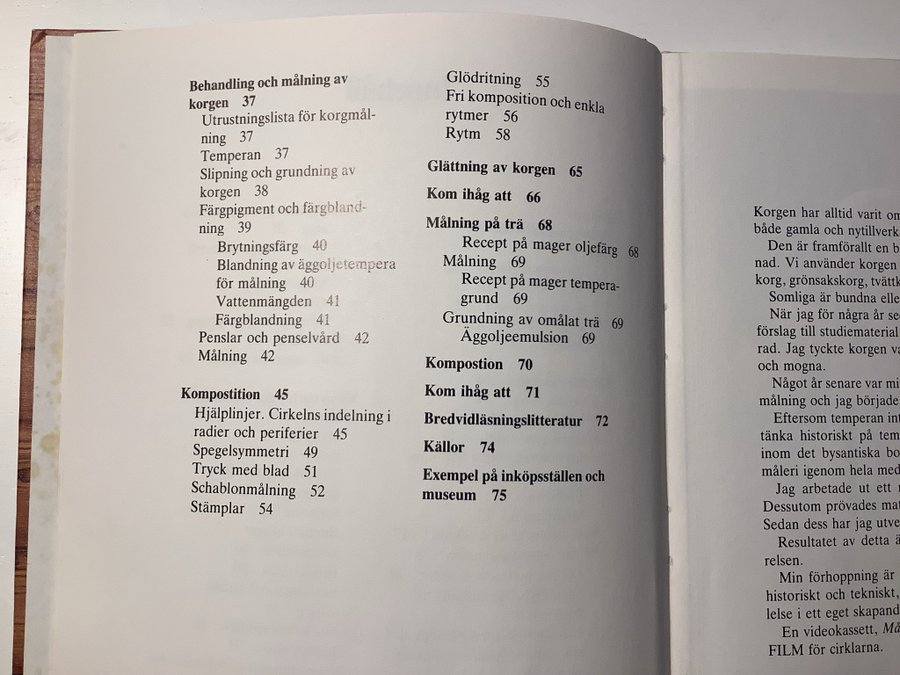 Behandling och målning av
korgen 37
Utrustningslista för korgmål-
ning 37
Temperan 37
Slipning och grundning av
korgen 38
Färgpigment och färgbland-
ning 39
Brytningsfärg 40
Blandning av äggoljetempera
för målning 40
Vattenmängden 41
Färgblandning 41
Penslar och penselvård 42
Målning 42
Kompostition 45
Hjälplinjer. Cirkelns indelning i
radier och periferier 45
Spegelsymmetri 49
Tryck med blad 51
Schablonmålning 52
Stämplar 54
Glödritning 55
Fri komposition och enkla
rytmer 56
Rytm 58
Glättning av korgen 65
Kom ihåg att 66
Målning på trä 68
Recept på mager oljefärg 68
Målning 69
Recept på mager tempera-
grund 69
Grundning av omålat trä 69
Äggoljeemulsion 69
Kompostion 70
Kom ihåg att 71
Bredvidläsningslitteratur 72
Källor 74
Exempel på inköpsställen och
museum 75
Korgen har alltid varit
både gamla och nytillverk
Den är framförallt en b
nad. Vi använder korgen
korg, grönsakskorg, tvättk
Somliga är bundna elle
När jag för några år se
förslag till studiematerial
rad. Jag tyckte korgen va
och mogna.
Något år senare var mi
målning och jag började
Eftersom temperan int
tänka historiskt på tem
inom det bysantiska bo
måleri igenom hela med
Jag arbetade ut ett
Dessutom prövades mat
Sedan dess har jag utve
Resultatet av detta ä
relsen.
Min förhoppning är
historiskt och tekniskt,
lelse i ett eget skapand
En videokassett, Må
FILM för cirklarna.